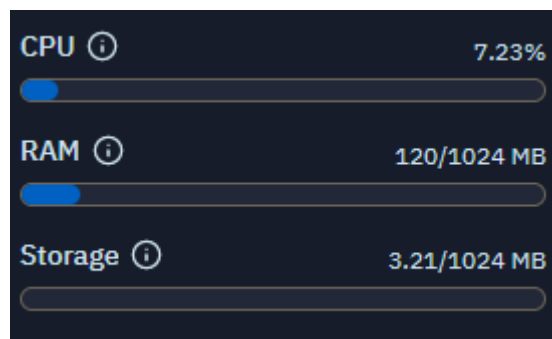 CPU
7.23%
RAM
120/1024 MB
Storage
3.21/1024 MB